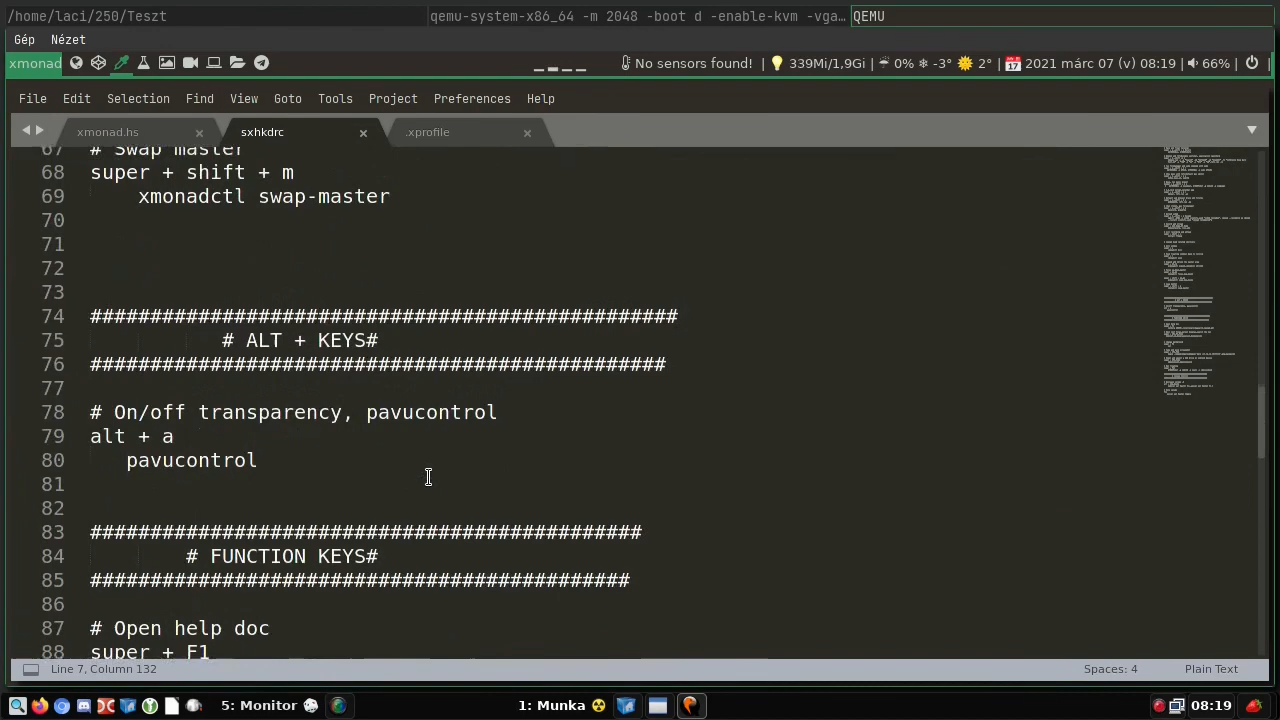 /home/laci/250/Teszt
qemu-system-x86_64 -m 2048 -boot d -enable-kvm -vga…
QEMU
Gép Nézet
xmonad
No sensors found! | 339Mi/1,9Gi | 0% -3° 2° | 2021 márc 07 (v) 08:19 | 66% |
File Edit Selection Find View Goto Tools Project Preferences Help
xmonad.hs × sxhkdrc × .xprofile ×
67 # Swap master
68 super + shift + m
69 xmonadctl swap-master
70
71
72
73
74 #################################################
75 # ALT + KEYS#
76 ################################################
77
78 # On/off transparency, pavucontrol
79 alt + a
80 pavucontrol
81
82
83 ##############################################
84 # FUNCTION KEYS#
85 #############################################
86
87 # Open help doc
88 super + F1
Line 7, Column 132
Spaces: 4 Plain Text
5: Monitor
1: Munka
08:19